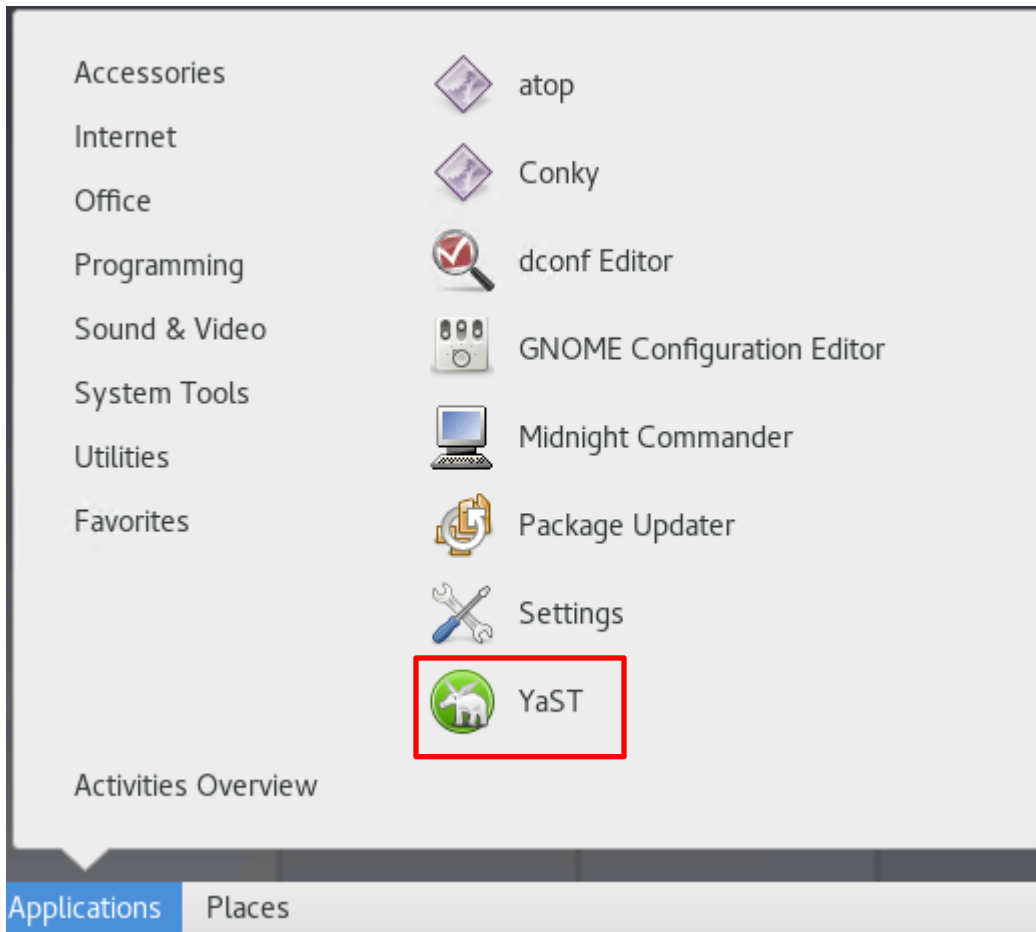 Accessories
Internet
Office
Programming
Sound & Video
System Tools
Utilities
Favorites
Activities Overview
atop
Conky
dconf Editor
GNOME Configuration Editor
Midnight Commander
Package Updater
Settings
YaST
Applications
Places